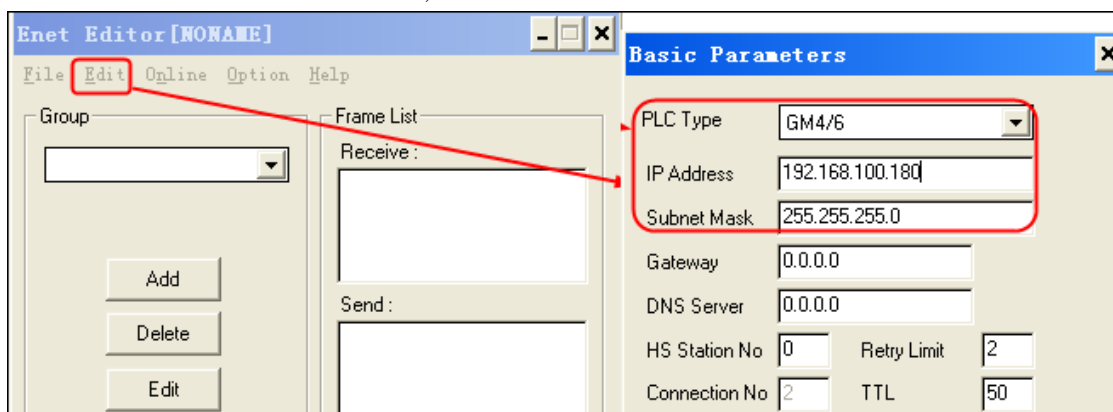 Enet Editor[NONAME]
File Edit Online Option Help
Group
Frame List
Receive :
Add
Send :
Delete
Edit
Basic Parameters
PLC Type GM4/6
IP Address 192.168.100.180
Subnet Mask 255.255.255.0
Gateway 0.0.0.0
DNS Server 0.0.0.0
HS Station No 0 Retry Limit 2
Connection No 2 TTL 50